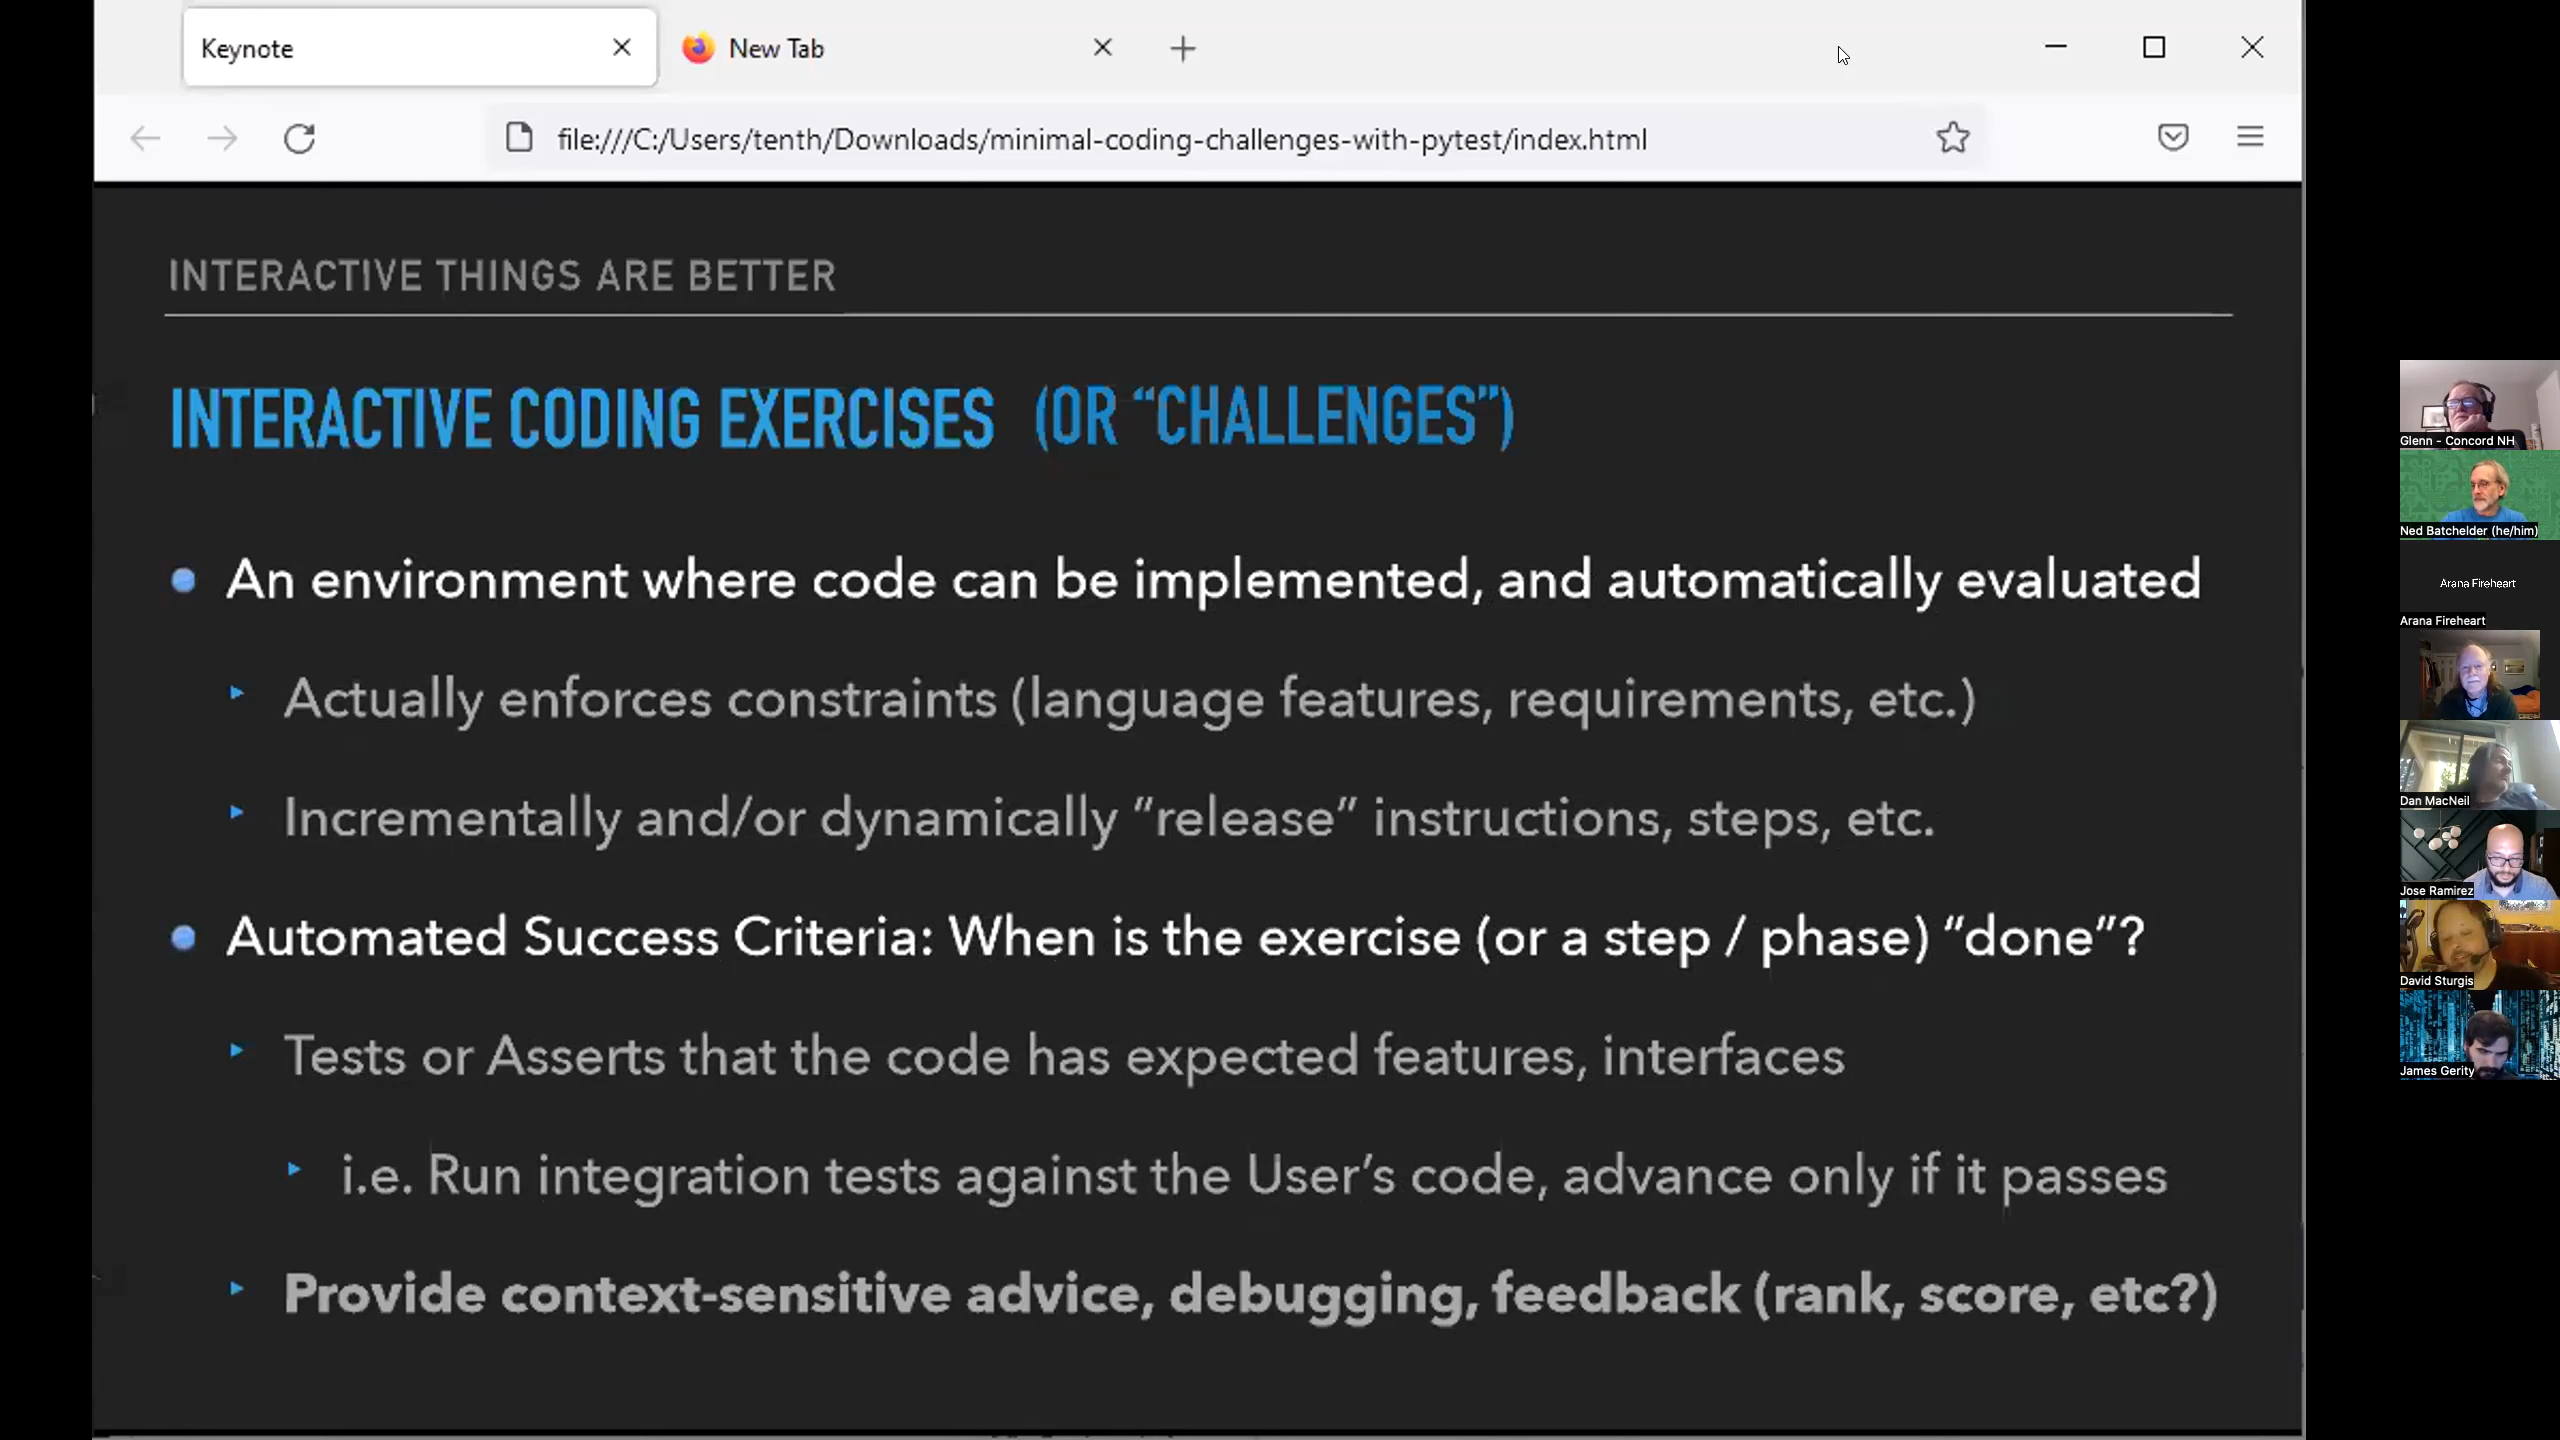 Keynote
New Tab
file:///C:/Users/tenth/Downloads/minimal-coding-challenges-with-pytest/index.html
INTERACTIVE THINGS ARE BETTER
INTERACTIVE CODING EXERCISES (OR “CHALLENGES”)
An environment where code can be implemented, and automatically evaluated
Actually enforces constraints (language features, requirements, etc.)
Incrementally and/or dynamically “release” instructions, steps, etc.
Automated Success Criteria: When is the exercise (or a step / phase) “done”?
Tests or Asserts that the code has expected features, interfaces
i.e. Run integration tests against the User’s code, advance only if it passes
Provide context-sensitive advice, debugging, feedback (rank, score, etc?)
Glenn - Concord NH
Ned Batchelder (he/him)
Arana Fireheart
Arana Fireheart
Dan MacNeil
Jose Ramirez
David Sturgis
James Gerity